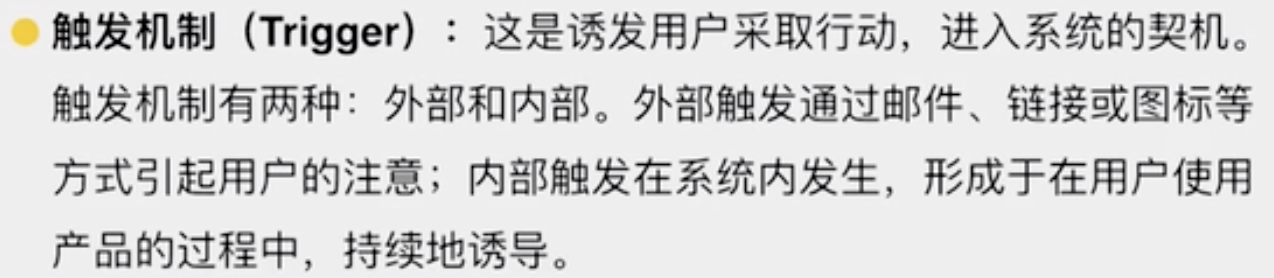 触发机制（Trigger）：这是诱发用户采取行动，进入系统的契机。
触发机制有两种：外部和内部。外部触发通过邮件、链接或图标等
方式引起用户的注意；内部触发在系统内发生，形成于在用户使用
产品的过程中，持续地诱导。